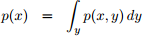 p(x) = ∫_y p(x, y) dy